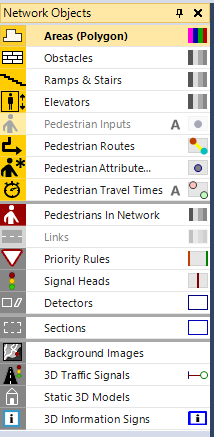 Network Objects
Areas (Polygon)
Obstacles
Ramps & Stairs
Elevators
Pedestrian Inputs A
Pedestrian Routes
Pedestrian Attribute...
Pedestrian Travel Times A
Pedestrians In Network
Links
Priority Rules
Signal Heads
Detectors
Sections
Background Images
3D Traffic Signals
Static 3D Models
3D Information Signs